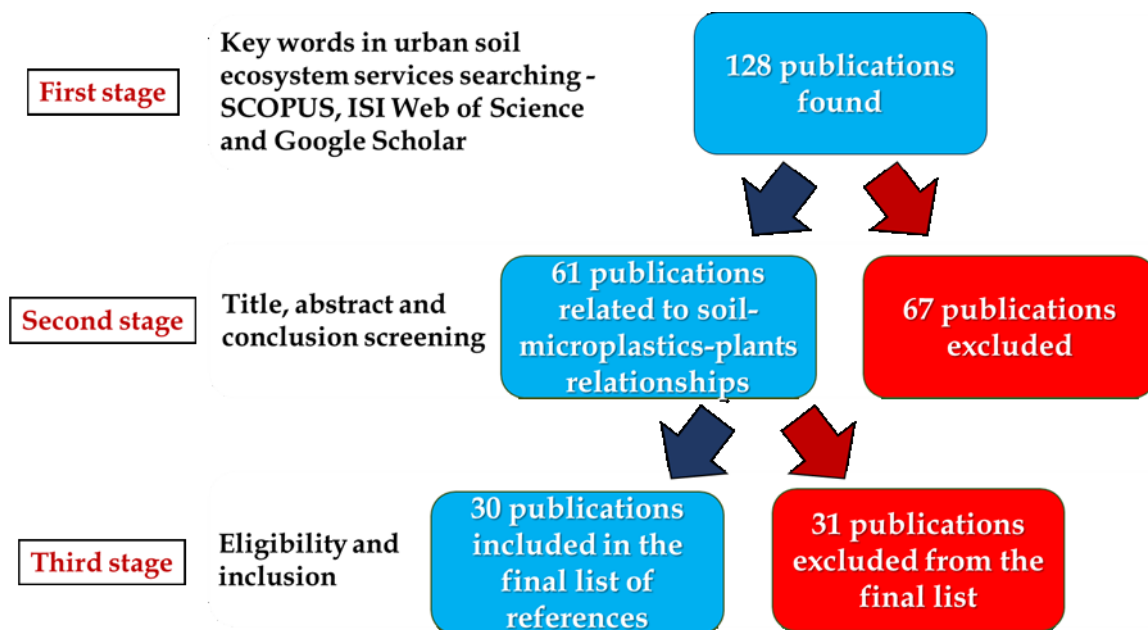 First stage
Key words in urban soil
ecosystem services searching -
SCOPUS, ISI Web of Science
and Google Scholar
128 publications
found
Second stage
Title, abstract and
conclusion screening
61 publications
related to soil-
microplastics-plants
relationships
67 publications
excluded
Third stage
Eligibility and
inclusion
30 publications
included in the
final list of
references
31 publications
excluded from the
final list